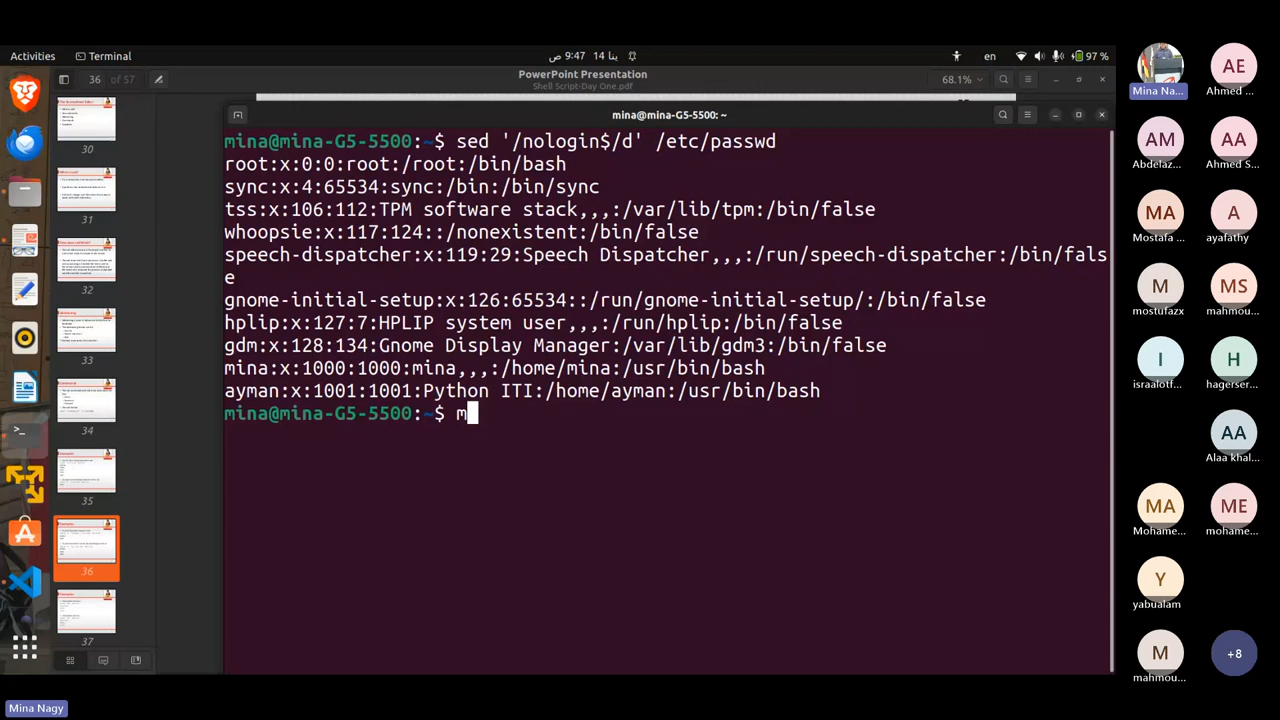 Activities
Terminal
9:47 ص
14 ينا
en
97 %
36 of 57
PowerPoint Presentation
Shell Script-Day One.pdf
68.1%
mina@mina-G5-5500: ~
mina@mina-G5-5500:~$ sed '/nologin$/d' /etc/passwd
root:x:0:0:root:/root:/bin/bash
sync:x:4:65534:sync:/bin:/bin/sync
tss:x:106:112:TPM software stack,,,:/var/lib/tpm:/bin/false
whoopsie:x:117:124::/nonexistent:/bin/false
speech-dispatcher:x:119:29:Speech Dispatcher,,,:/run/speech-dispatcher:/bin/fals
e
gnome-initial-setup:x:126:65534::/run/gnome-initial-setup/:/bin/false
hplip:x:127:7:HPLIP system user,,,:/run/hplip:/bin/false
gdm:x:128:134:Gnome Display Manager:/var/lib/gdm3:/bin/false
mina:x:1000:1000:mina,,,:/home/mina:/usr/bin/bash
ayman:x:1001:1001:Python ITI:/home/ayman:/usr/bin/bash
mina@mina-G5-5500:~$ m
30
31
32
33
34
35
36
37
Mina Na...
AE
Ahmed ...
AM
Abdelaz...
AA
Ahmed S...
MA
Mostafa ...
A
ayafathy
M
mostufazx
MS
mahmou...
I
israalotf...
H
hagerser...
AA
Alaa khal...
MA
Mohame...
ME
mohame...
Y
yabualam
M
mahmou...
+8
Mina Nagy